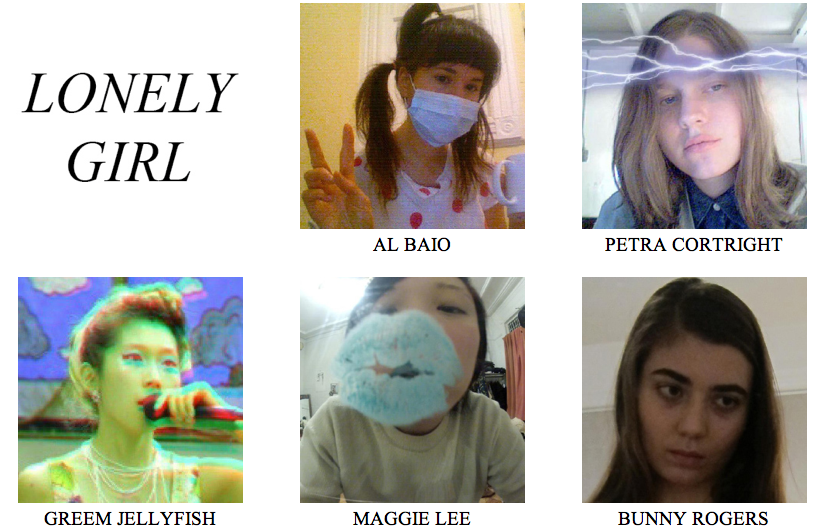 LONELY
GIRL
AL BAIO
PETRA CORTRIGHT
GREEM JELLYFISH
MAGGIE LEE
BUNNY ROGERS